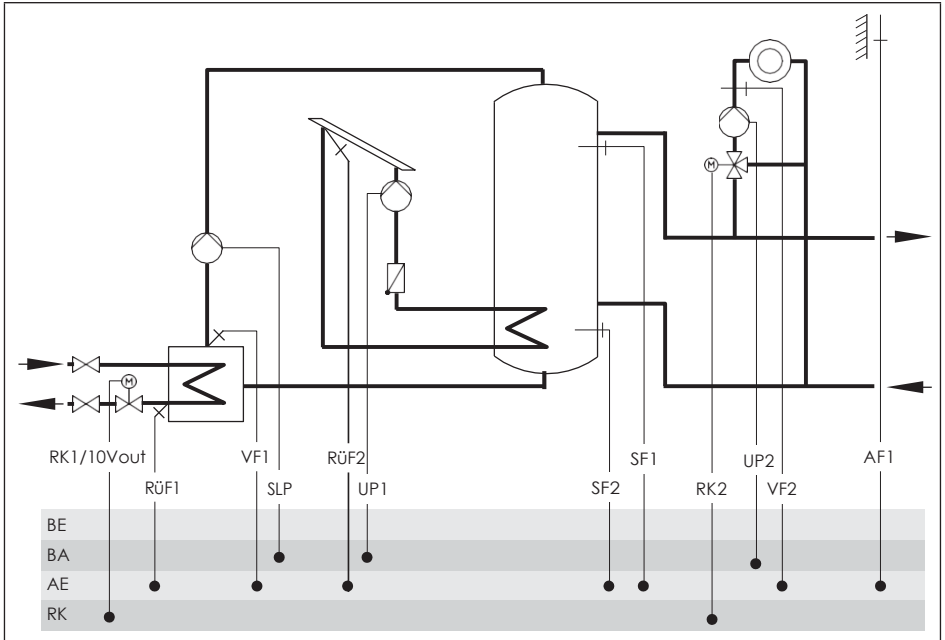 M
M
RK1/10Vout VF1 RüF2 SF1 UP2 AF1
RüF1 SLP UP1 SF2 RK2 VF2
BE
BA
AE
RK